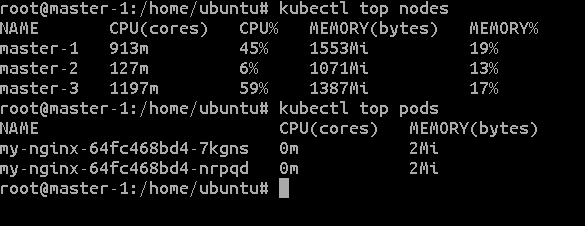 root@master-1:/home/ubuntu# kubectl top nodes
NAME CPU(cores) CPU% MEMORY(bytes) MEMORY%
master-1 913m 45% 1553Mi 19%
master-2 127m 6% 1071Mi 13%
master-3 1197m 59% 1387Mi 17%
root@master-1:/home/ubuntu# kubectl top pods
NAME CPU(cores) MEMORY(bytes)
my-nginx-64fc468bd4-7kgns 0m 2Mi
my-nginx-64fc468bd4-nrpqd 0m 2Mi
root@master-1:/home/ubuntu#